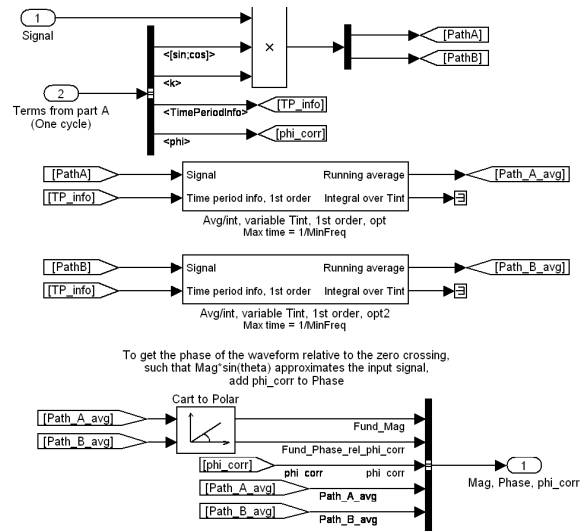 1
Signal
×
[PathA]
[PathB]
<[sin;cos]>
<k>
2
Terms from part A
(One cycle)
<TimePeriodInfo>
[TP_info]
<phi>
[phi_corr]
[PathA]
Signal
Running average
[Path_A_avg]
[TP_info]
Time period info, 1st order
Integral over Tint
Avg/int, variable Tint, 1st order, opt
Max time = 1/MinFreq
[PathB]
Signal
Running average
[Path_B_avg]
[TP_info]
Time period info, 1st order
Integral over Tint
Avg/int, variable Tint, 1st order, opt2
Max time = 1/MinFreq
To get the phase of the waveform relative to the zero crossing,
such that Mag*sin(theta) approximates the input signal,
add phi_corr to Phase
Cart to Polar
[Path_A_avg]
Fund_Mag
[Path_B_avg]
Fund_Phase_rel_phi_corr
[phi_corr]
phi corr
phi corr
1
Mag, Phase, phi_corr
[Path_A_avg]
Path_A_avg
[Path_B_avg]
Path_B_avg